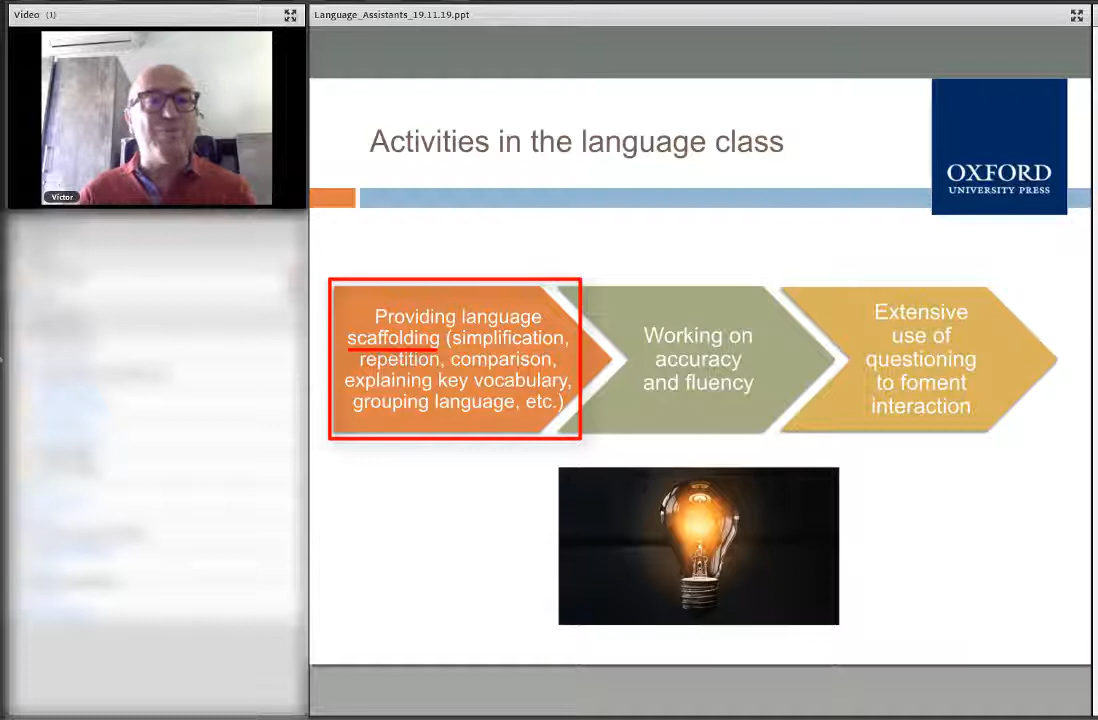 Video (1)
Language_Assistants_19.11.19.ppt
Víctor
Activities in the language class
OXFORD
UNIVERSITY PRESS
Providing language
scaffolding (simplification,
repetition, comparison,
explaining key vocabulary,
grouping language, etc.)
Working on
accuracy
and fluency
Extensive
use of
questioning
to foment
interaction